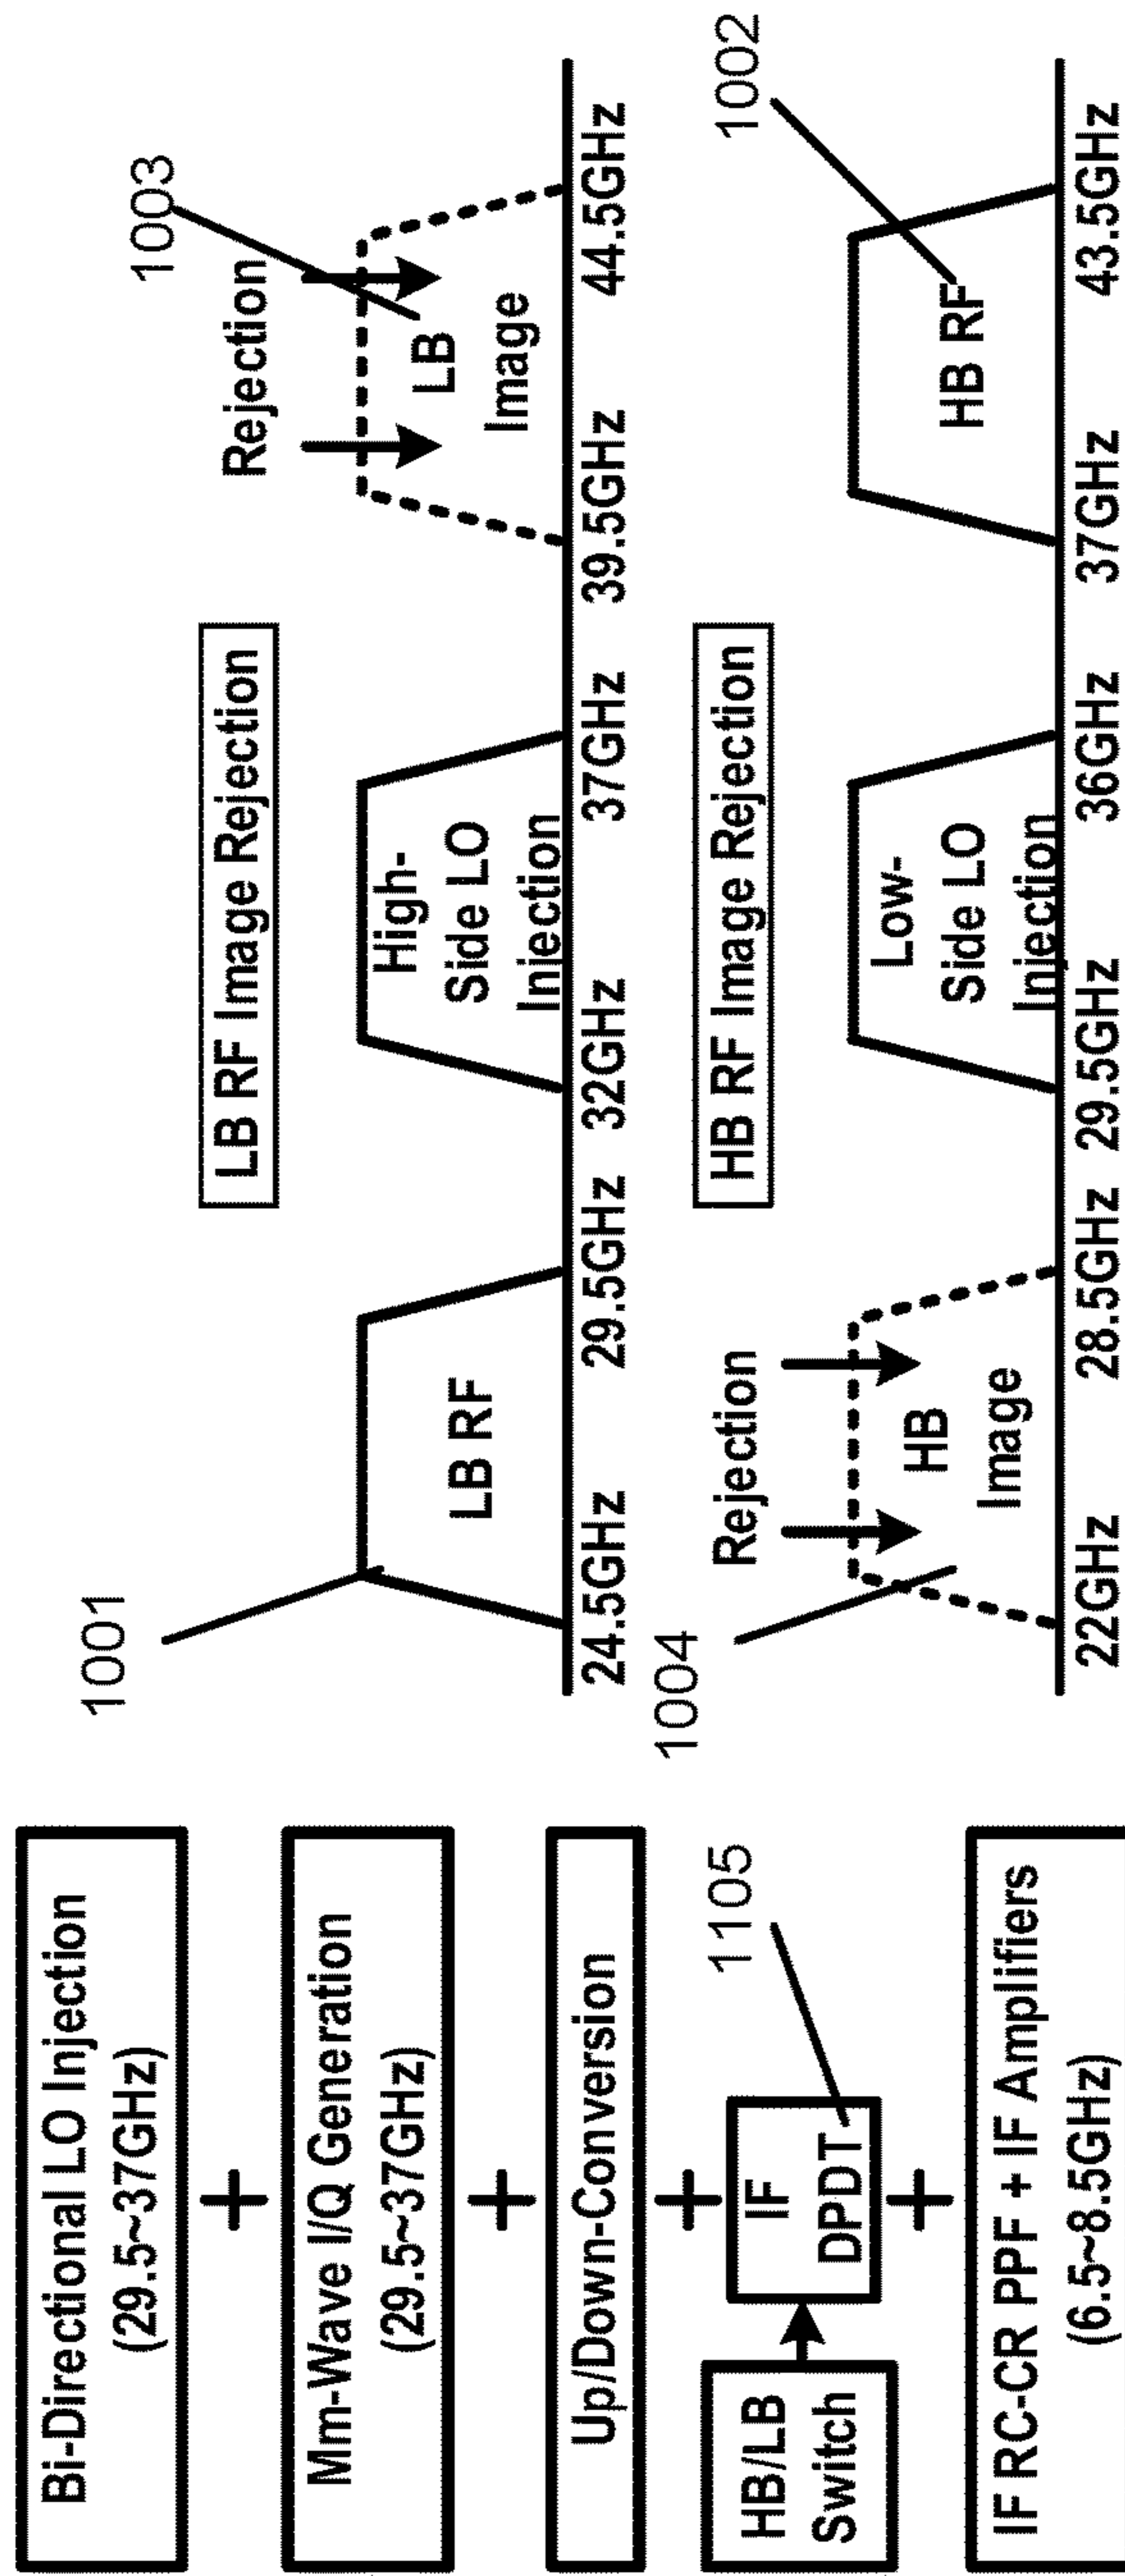 Bi-Directional LO Injection
(29.5~37GHz)
+
Mm-Wave I/Q Generation
(29.5~37GHz)
+
Up/Down-Conversion
+
HB/LB
Switch
IF
DPDT
1105
+
IF RC-CR PPF + IF Amplifiers
(6.5~8.5GHz)
1001
LB RF Image Rejection
1003
Rejection
LB RF
High-
Side LO
Injection
LB
Image
24.5GHz 29.5GHz 32GHz 37GHz 39.5GHz 44.5GHz
1004
HB RF Image Rejection
1002
Rejection
HB
Image
Low-
Side LO
Injection
HB RF
22GHz 28.5GHz 29.5GHz 36GHz 37GHz 43.5GHz